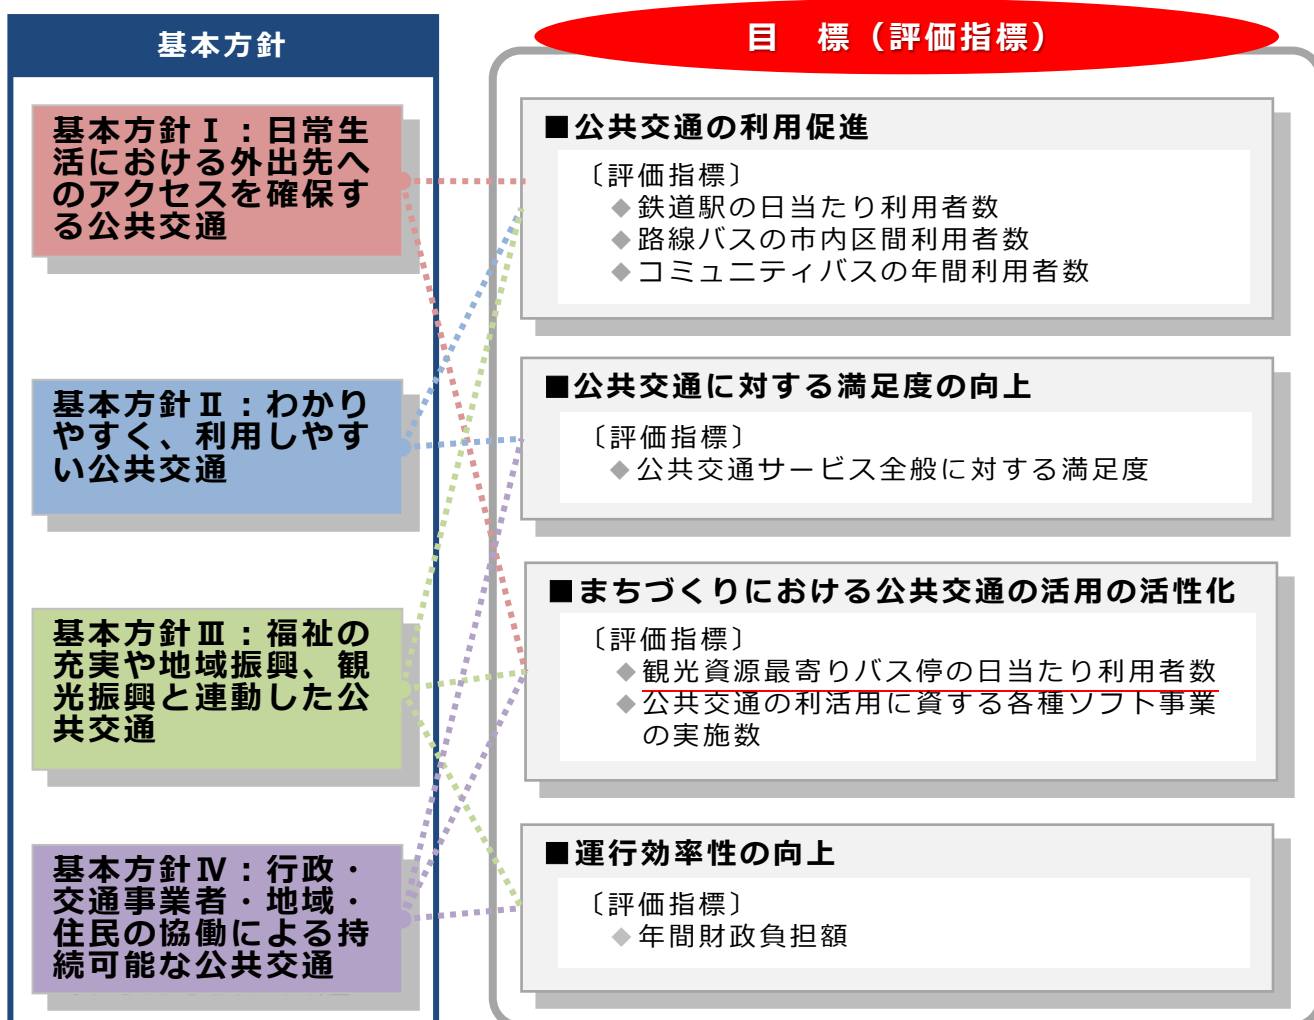 基本方針
基本方針Ⅰ：日常生
活における外出先へ
のアクセスを確保す
る公共交通
基本方針Ⅱ：わかり
やすく、利用しやす
い公共交通
基本方針Ⅲ：福祉の
充実や地域振興、観
光振興と連動した公
共交通
基本方針Ⅳ：行政・
交通事業者・地域・
住民の協働による持
続可能な公共交通
目　標（評価指標）
■公共交通の利用促進
〔評価指標〕
◆鉄道駅の日当たり利用者数
◆路線バスの市内区間利用者数
◆コミュニティバスの年間利用者数
■公共交通に対する満足度の向上
〔評価指標〕
◆公共交通サービス全般に対する満足度
■まちづくりにおける公共交通の活用の活性化
〔評価指標〕
◆観光資源最寄りバス停の日当たり利用者数
◆公共交通の利活用に資する各種ソフト事業
の実施数
■運行効率性の向上
〔評価指標〕
◆年間財政負担額